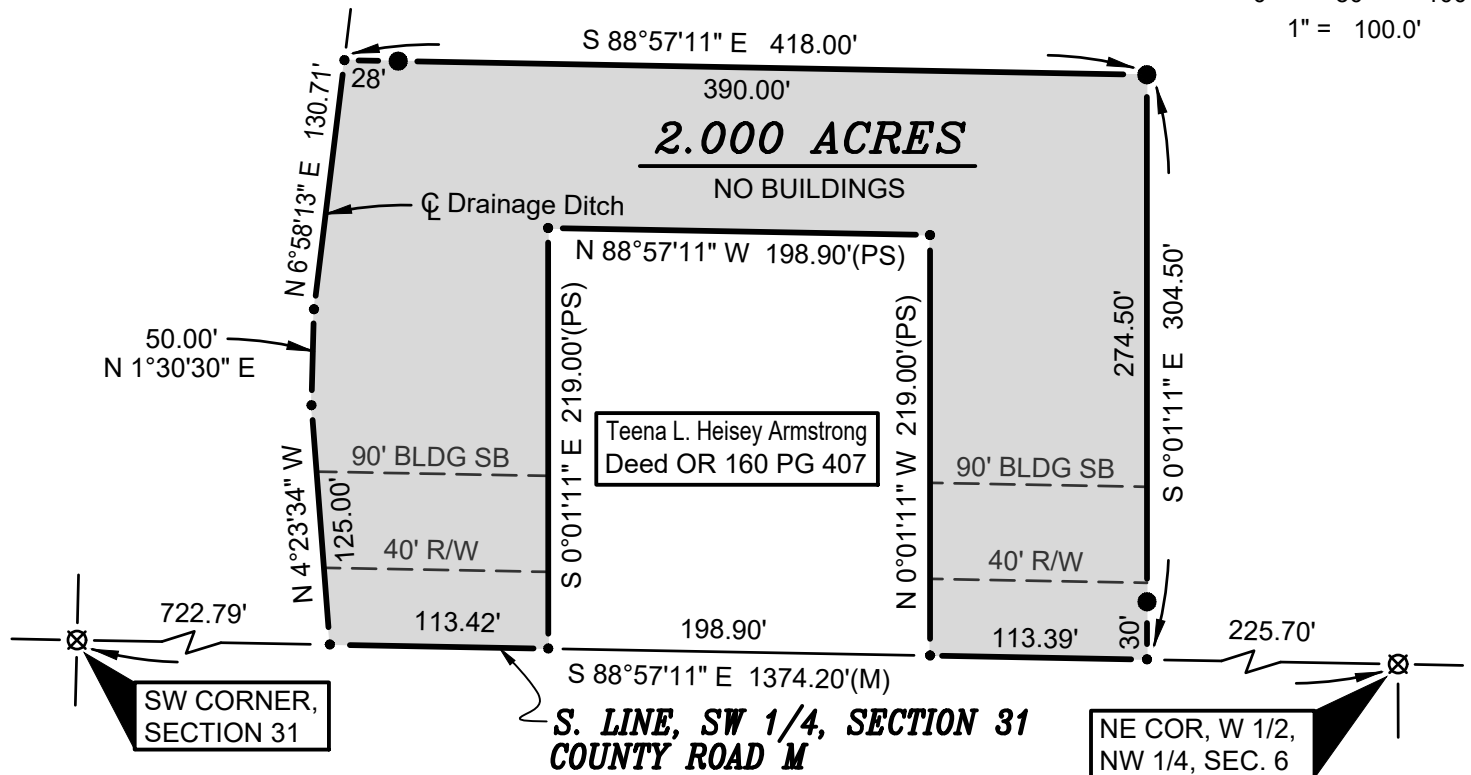 1" = 100.0'
S 88°57'11" E 418.00'
28'
390.00'
2.000 ACRES
NO BUILDINGS
N 6°58'13" E 130.71'
℄ Drainage Ditch
N 88°57'11" W 198.90'(PS)
50.00'
N 1°30'30" E
S 0°01'11" E 219.00'(PS)
N 0°01'11" W 219.00'(PS)
274.50'
S 0°01'11" E 304.50'
Teena L. Heisey Armstrong
Deed OR 160 PG 407
90' BLDG SB
90' BLDG SB
N 4°23'34" W
125.00'
40' R/W
40' R/W
722.79'
113.42'
198.90'
113.39'
30'
225.70'
S 88°57'11" E 1374.20'(M)
SW CORNER,
SECTION 31
S. LINE, SW 1/4, SECTION 31
COUNTY ROAD M
NE COR, W 1/2,
NW 1/4, SEC. 6